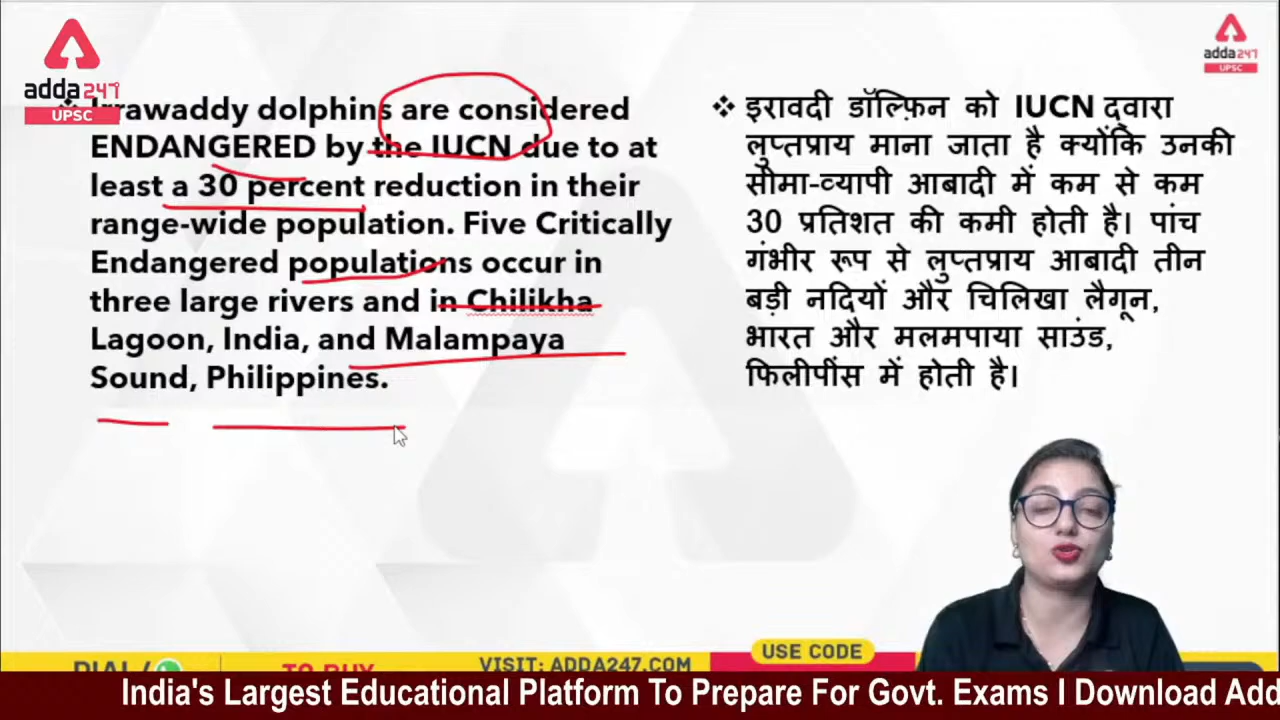 adda247
UPSC
adda247
UPSC
Irrawaddy dolphins are considered
ENDANGERED by the IUCN due to at
least a 30 percent reduction in their
range-wide population. Five Critically
Endangered populations occur in
three large rivers and in Chilikha
Lagoon, India, and Malampaya
Sound, Philippines.
❖ इरावदी डॉल्फ़िन को IUCN द्वारा
लुप्तप्राय माना जाता है क्योंकि उनकी
सीमा-व्यापी आबादी में कम से कम
30 प्रतिशत की कमी होती है। पांच
गंभीर रूप से लुप्तप्राय आबादी तीन
बड़ी नदियों और चिलिखा लैगून,
भारत और मलमपाया साउंड,
फिलीपींस में होती है।
USE CODE
DIAL/
TO BUY
VISIT: ADDA247.COM
India's Largest Educational Platform To Prepare For Govt. Exams I Download Add